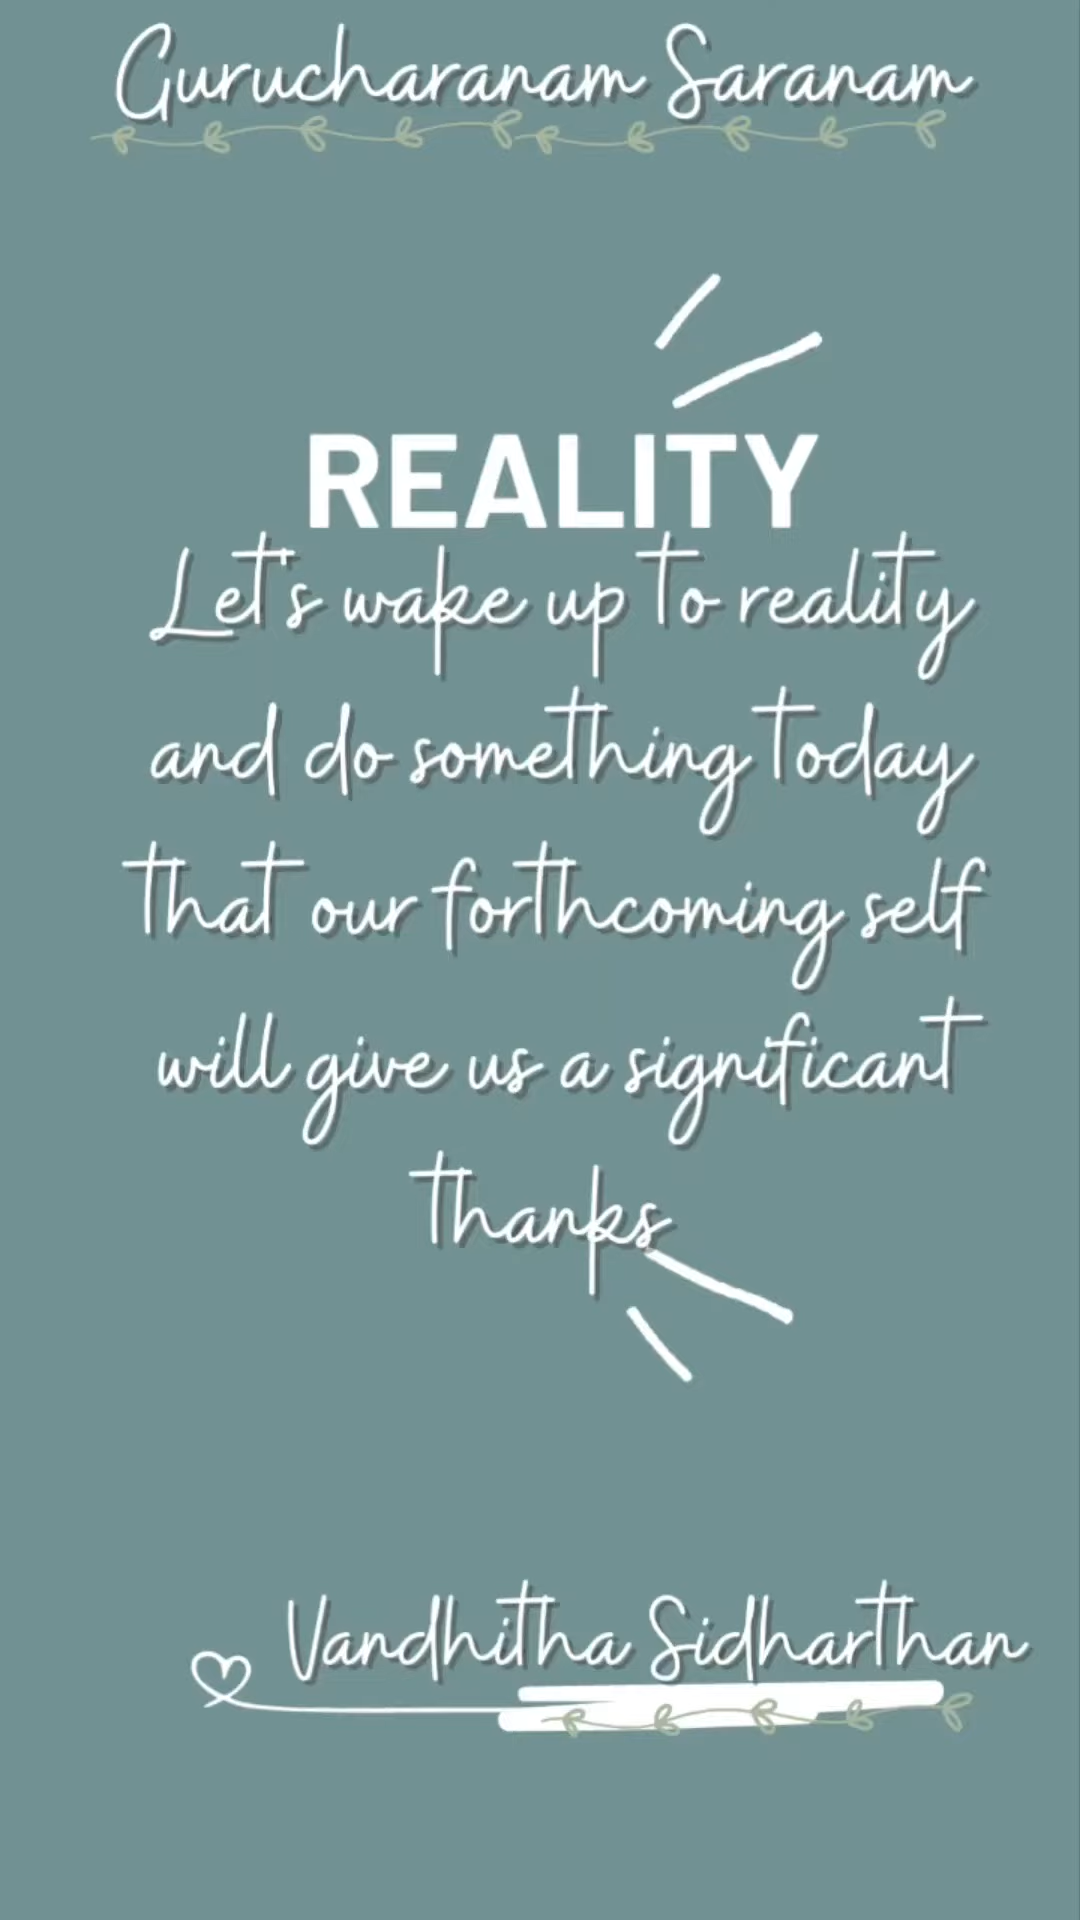 Gurucharanam Saranam
REALITY
Let's wake up to reality
and do something today
that our forthcoming self
will give us a significant
thanks
Vandhitha Sidharthan